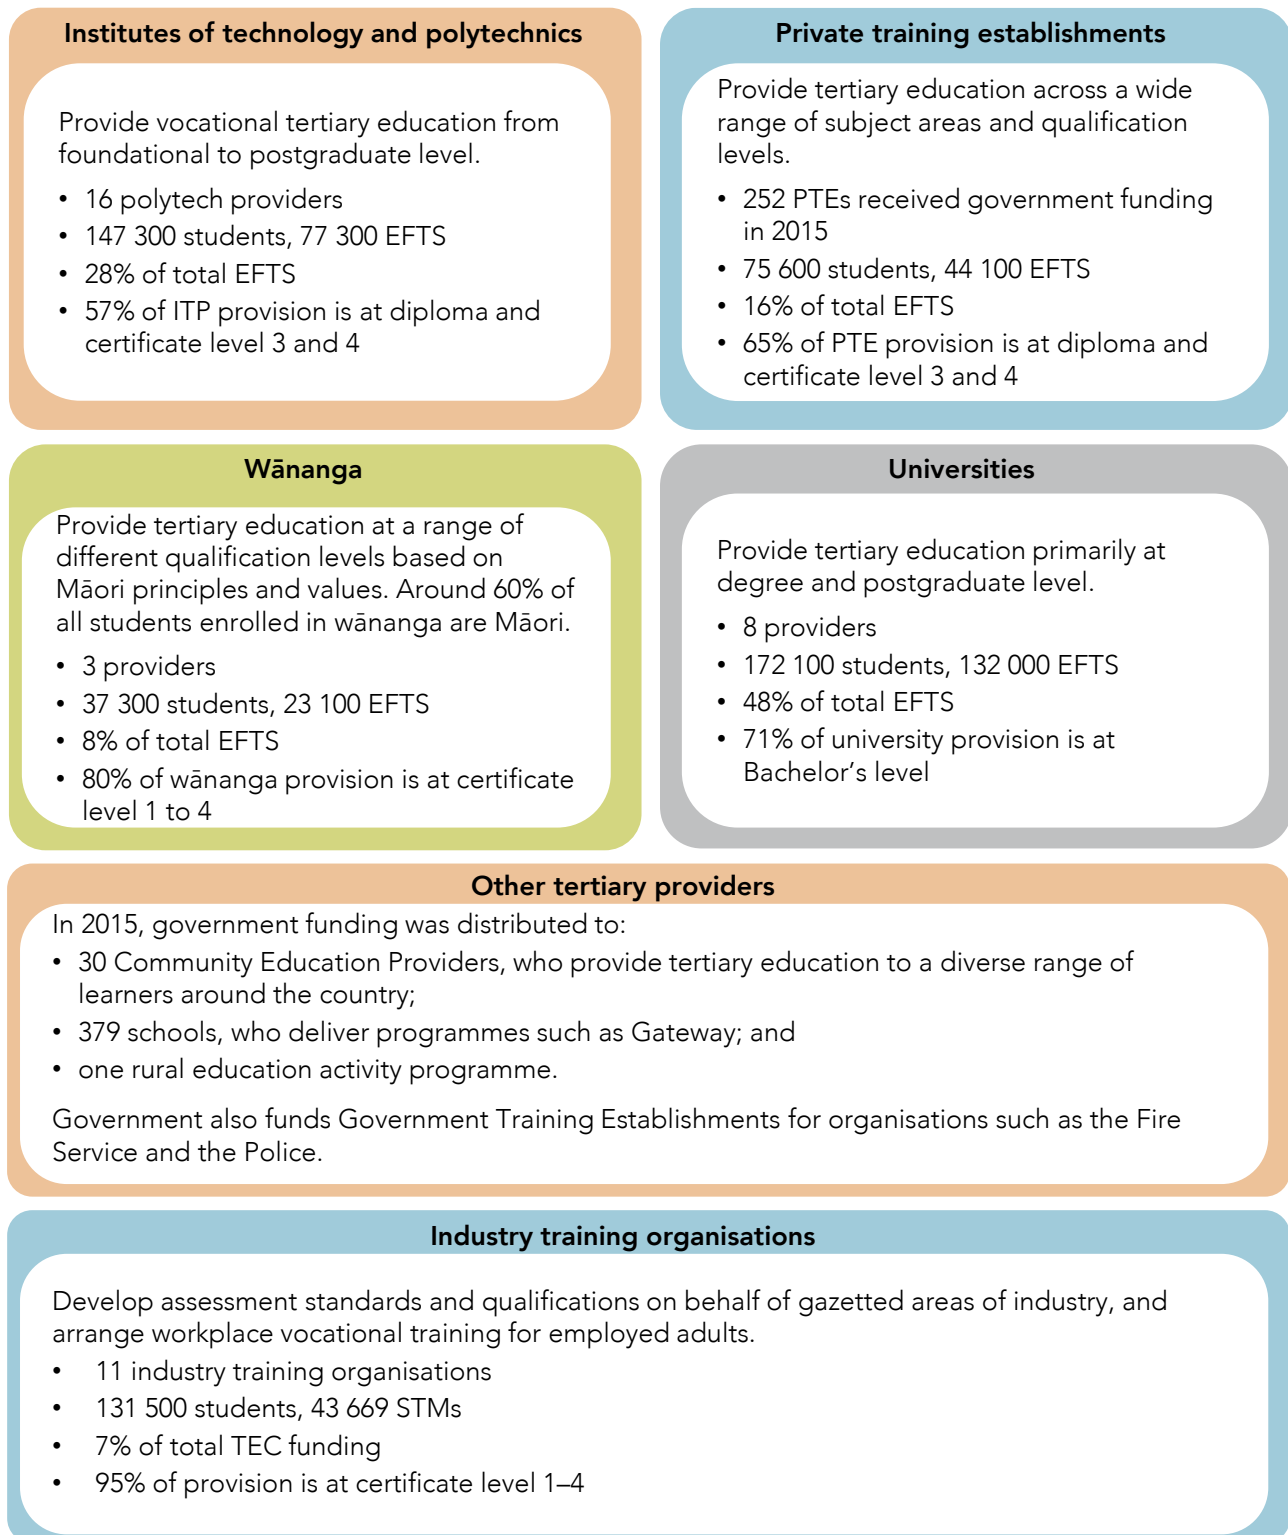 Institutes of technology and polytechnics
Provide vocational tertiary education from
foundational to postgraduate level.
• 16 polytech providers
• 147 300 students, 77 300 EFTS
• 28% of total EFTS
• 57% of ITP provision is at diploma and
certificate level 3 and 4
Private training establishments
Provide tertiary education across a wide
range of subject areas and qualification
levels.
• 252 PTEs received government funding
in 2015
• 75 600 students, 44 100 EFTS
• 16% of total EFTS
• 65% of PTE provision is at diploma and
certificate level 3 and 4
Wānanga
Provide tertiary education at a range of
different qualification levels based on
Māori principles and values. Around 60% of
all students enrolled in wānanga are Māori.
• 3 providers
• 37 300 students, 23 100 EFTS
• 8% of total EFTS
• 80% of wānanga provision is at certificate
level 1 to 4
Universities
Provide tertiary education primarily at
degree and postgraduate level.
• 8 providers
• 172 100 students, 132 000 EFTS
• 48% of total EFTS
• 71% of university provision is at
Bachelor’s level
Other tertiary providers
In 2015, government funding was distributed to:
• 30 Community Education Providers, who provide tertiary education to a diverse range of
learners around the country;
• 379 schools, who deliver programmes such as Gateway; and
• one rural education activity programme.
Government also funds Government Training Establishments for organisations such as the Fire
Service and the Police.
Industry training organisations
Develop assessment standards and qualifications on behalf of gazetted areas of industry, and
arrange workplace vocational training for employed adults.
• 11 industry training organisations
• 131 500 students, 43 669 STMs
• 7% of total TEC funding
• 95% of provision is at certificate level 1–4